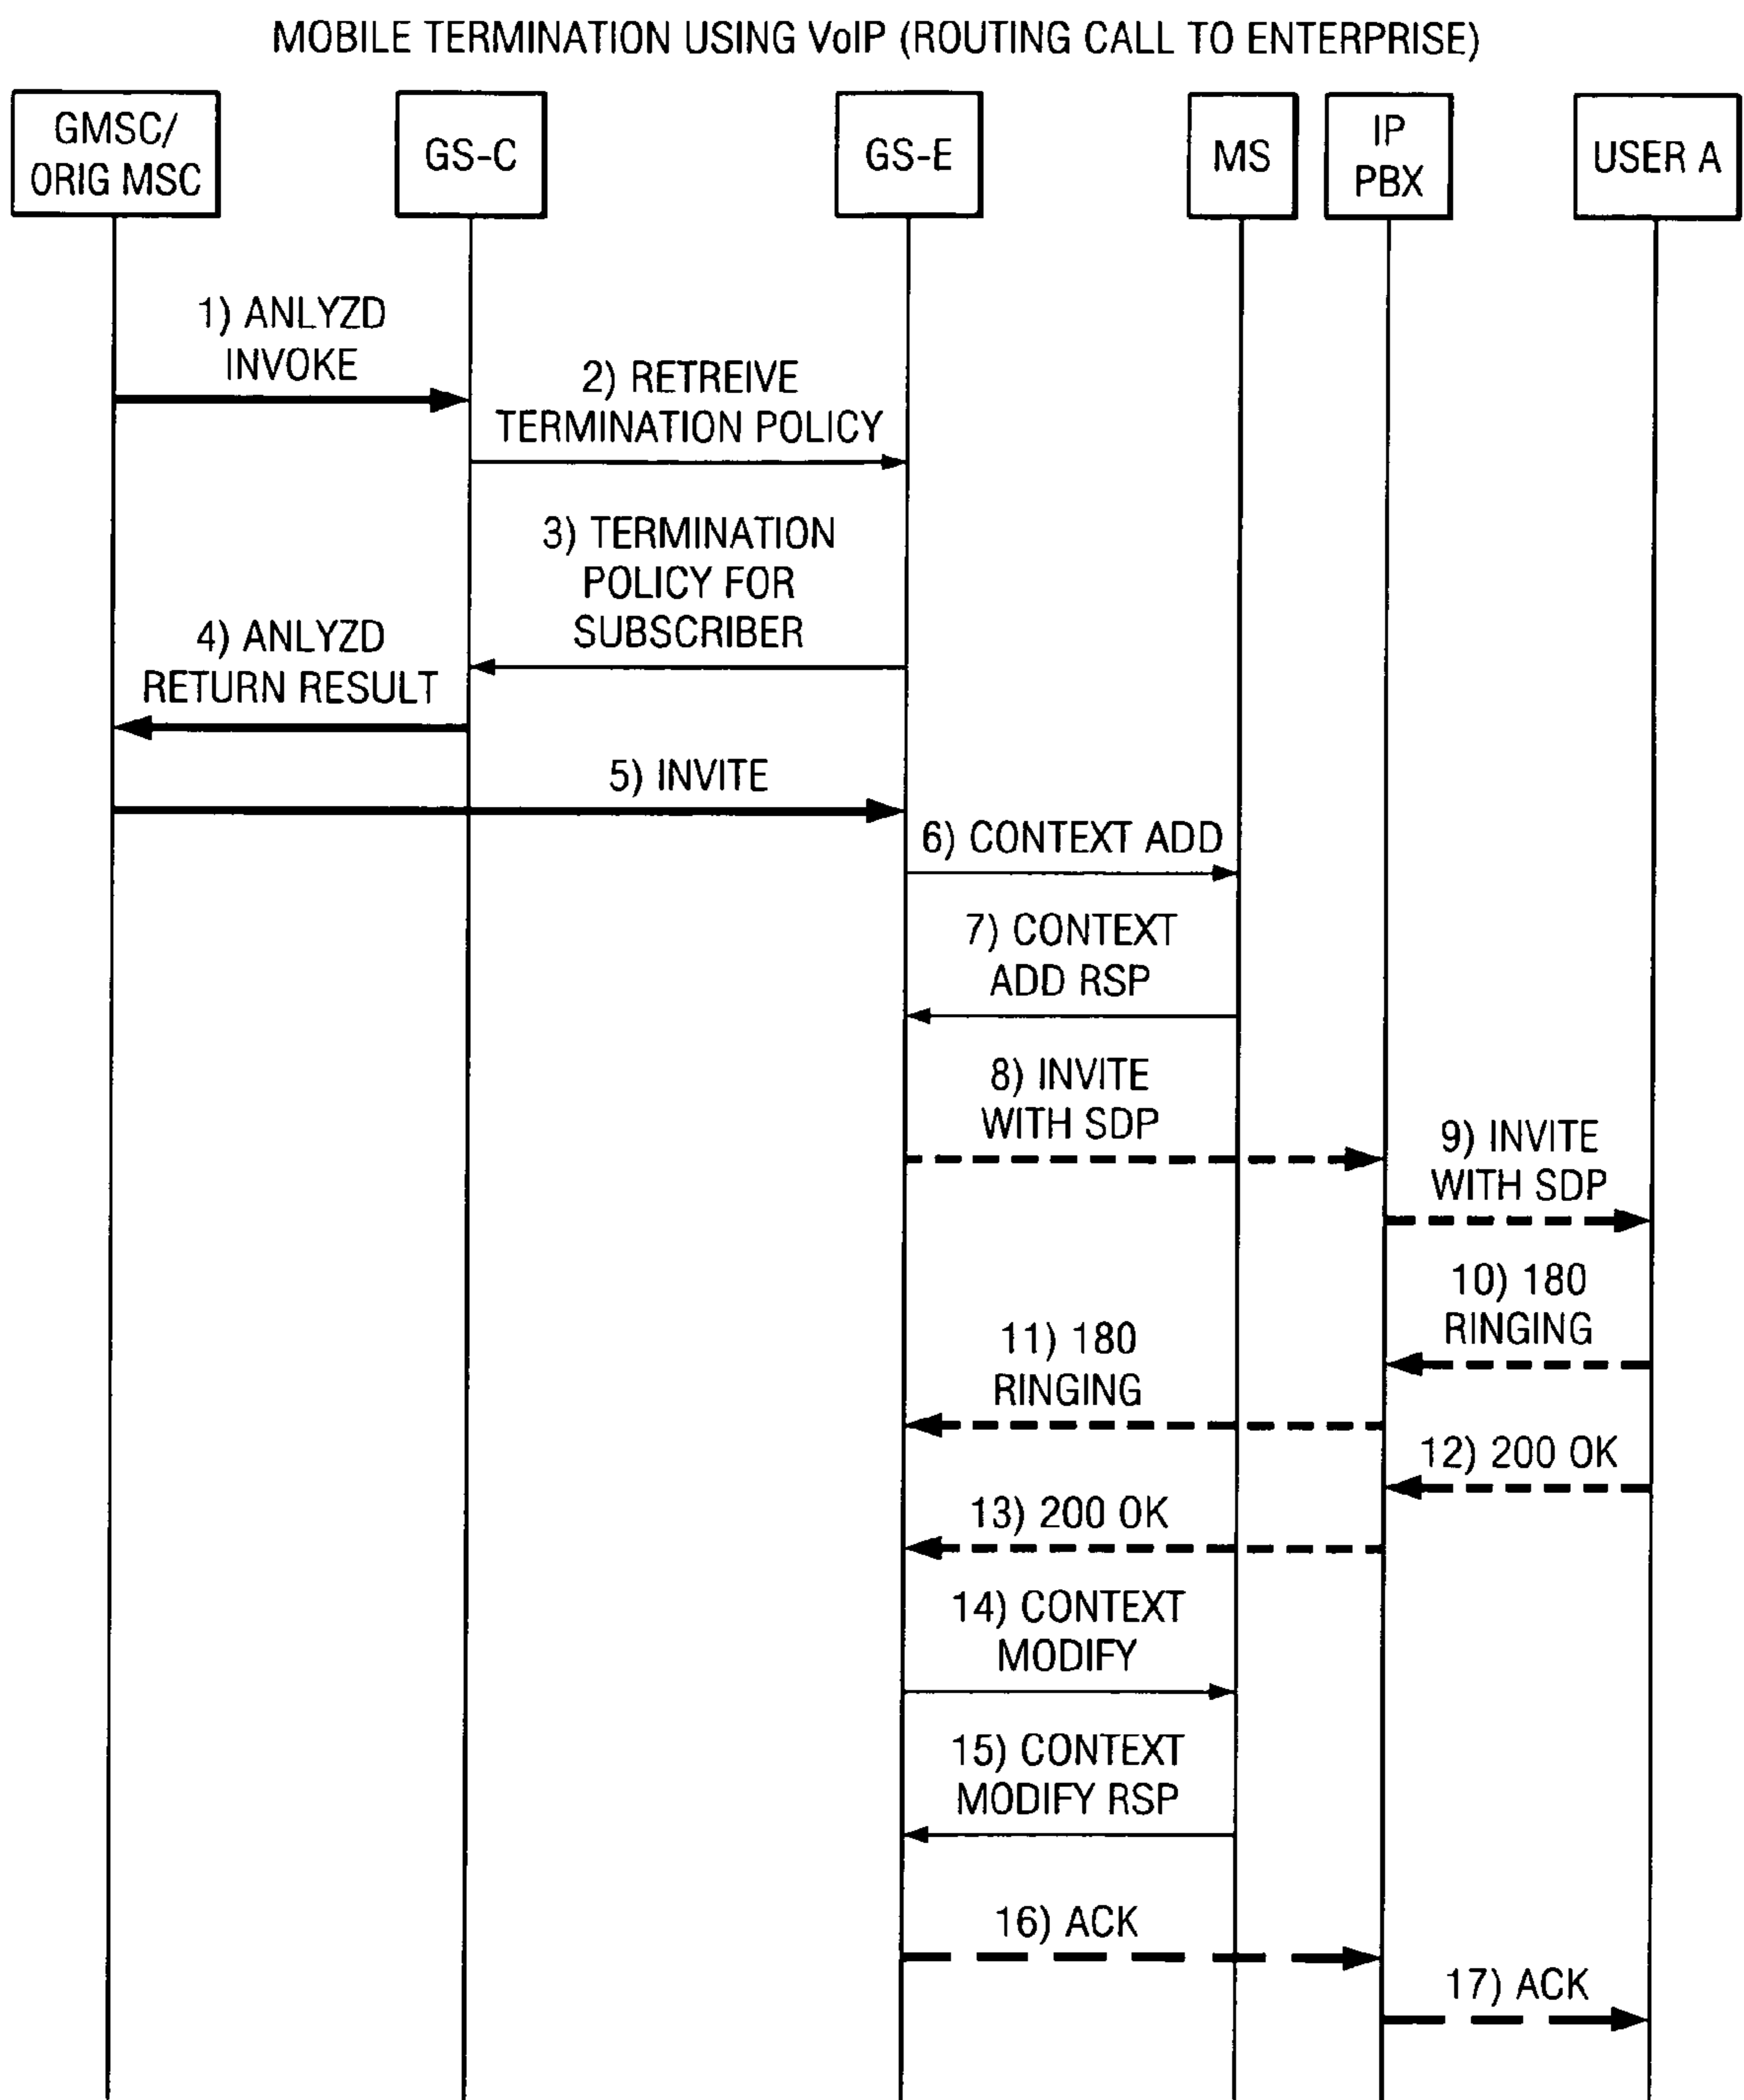 MOBILE TERMINATION USING VoIP (ROUTING CALL TO ENTERPRISE)
GMSC/
ORIG MSC
GS-C
GS-E
MS
IP
PBX
USER A
1) ANLYZD
INVOKE
2) RETREIVE
TERMINATION POLICY
3) TERMINATION
POLICY FOR
SUBSCRIBER
4) ANLYZD
RETURN RESULT
5) INVITE
6) CONTEXT ADD
7) CONTEXT
ADD RSP
8) INVITE
WITH SDP
9) INVITE
WITH SDP
10) 180
RINGING
11) 180
RINGING
12) 200 OK
13) 200 OK
14) CONTEXT
MODIFY
15) CONTEXT
MODIFY RSP
16) ACK
17) ACK